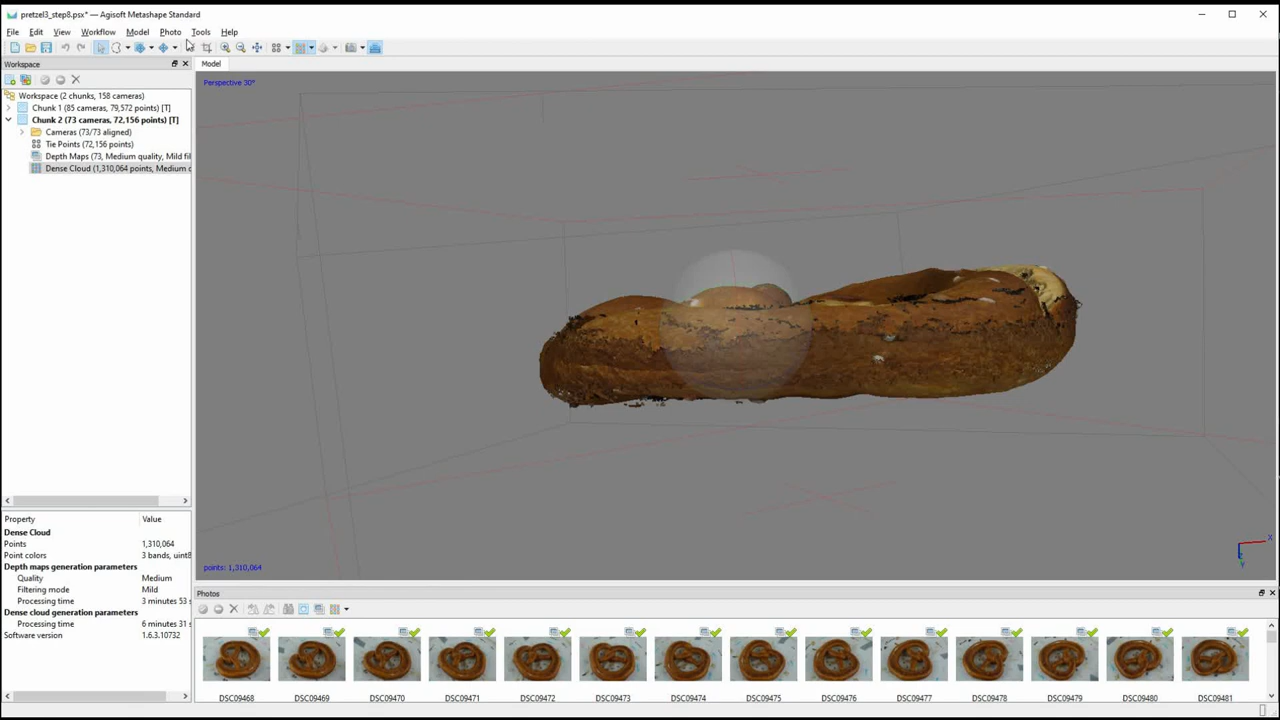 pretzel3_step8.psx* — Agisoft Metashape Standard
File Edit View Workflow Model Photo Tools Help
Workspace
Model
Perspective 30°
Workspace (2 chunks, 158 cameras)
Chunk 1 (85 cameras, 79,572 points) [T]
Chunk 2 (73 cameras, 72,156 points) [T]
Cameras (73/73 aligned)
Tie Points (72,156 points)
Depth Maps (73, Medium quality, Mild fil
Dense Cloud (1,310,064 points, Medium
X
Property Value
Dense Cloud
Points 1,310,064
Point colors 3 bands, uint8
Depth maps generation parameters
Quality Medium
Filtering mode Mild
Processing time 3 minutes 53 s
Dense cloud generation parameters
Processing time 6 minutes 31 s
Software version 1.6.3.10732
points: 1,310,064
Photos
DSC09468 DSC09469 DSC09470 DSC09471 DSC09472 DSC09473 DSC09474 DSC09475 DSC09476 DSC09477 DSC09478 DSC09479 DSC09480 DSC09481